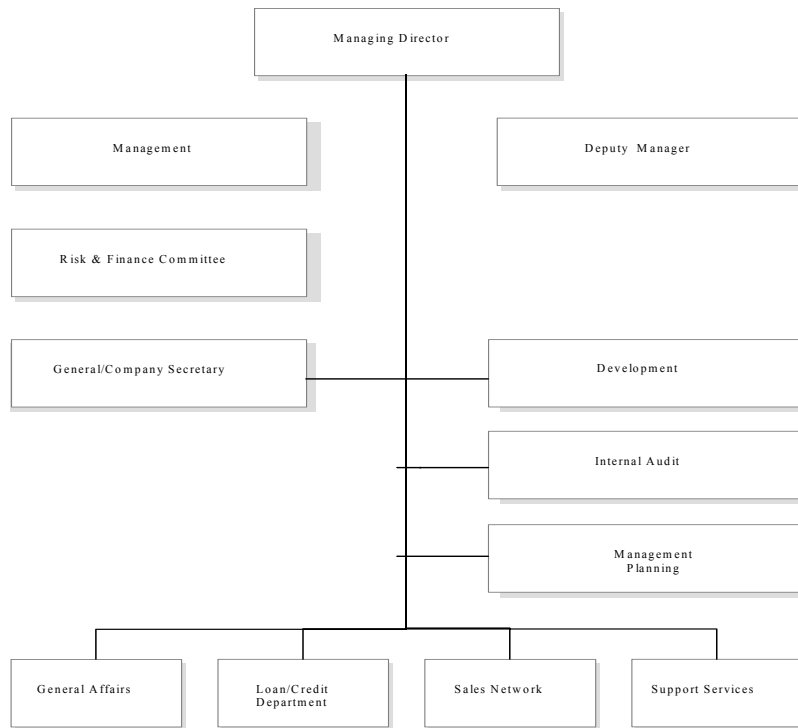 Managing Director
Management
Deputy Manager
Risk & Finance Committee
General/Company Secretary
Development
Internal Audit
Management
Planning
General Affairs
Loan/Credit
Department
Sales Network
Support Services